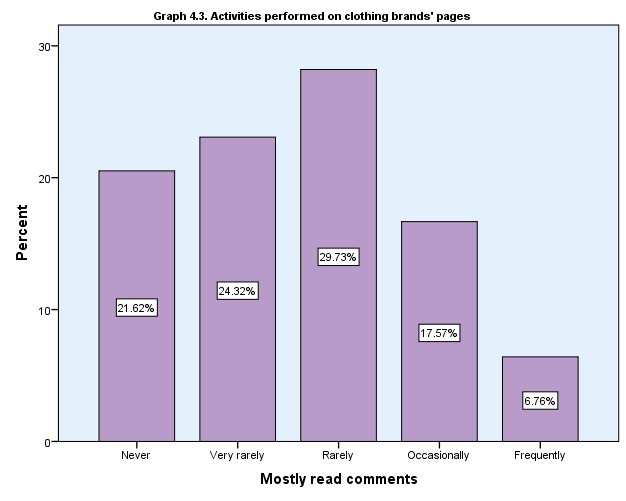 Graph 4.3. Activities performed on clothing brands' pages
Percent
30
20
10
0
21.62%
24.32%
29.73%
17.57%
6.76%
Never
Very rarely
Rarely
Occasionally
Frequently
Mostly read comments